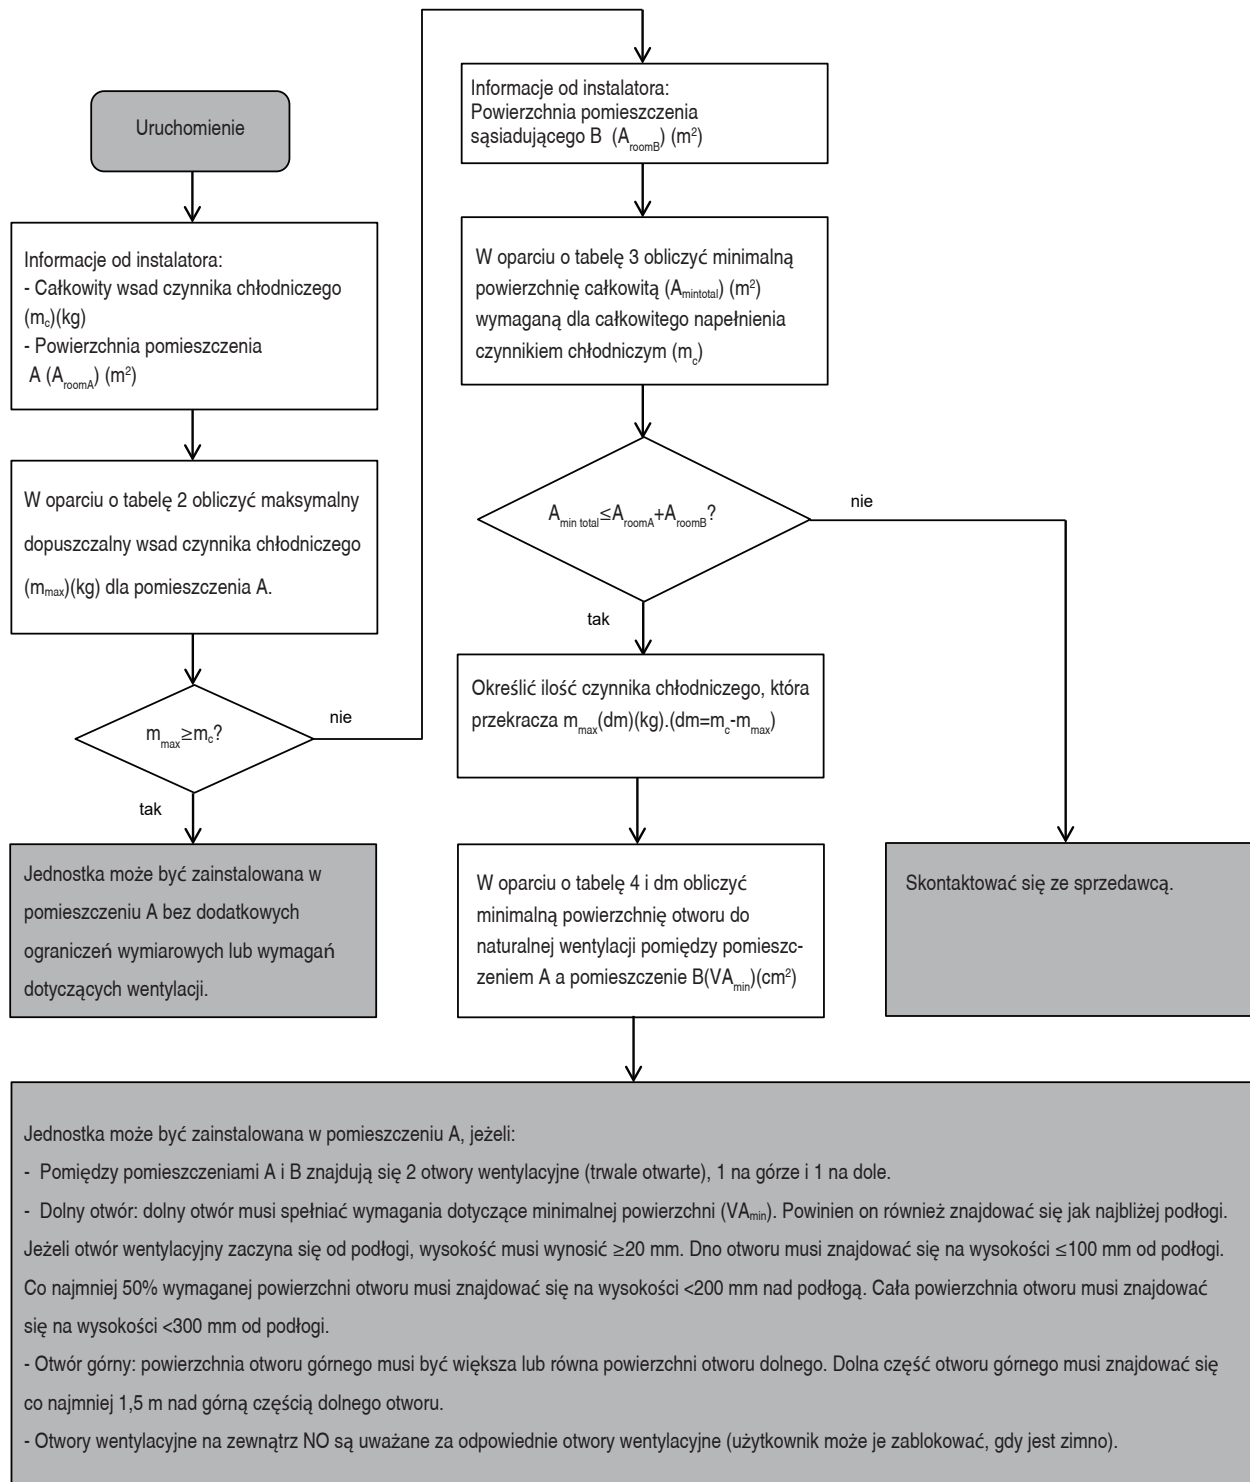 Uruchomienie
Informacje od instalatora:
- Całkowity wsad czynnika chłodniczego
(mc)(kg)
- Powierzchnia pomieszczenia
A (AroomA) (m²)
W oparciu o tabelę 2 obliczyć maksymalny
dopuszczalny wsad czynnika chłodniczego
(mmax)(kg) dla pomieszczenia A.
mmax≥mc?
nie
tak
Jednostka może być zainstalowana w
pomieszczeniu A bez dodatkowych
ograniczeń wymiarowych lub wymagań
dotyczących wentylacji.
Informacje od instalatora:
Powierzchnia pomieszczenia
sąsiadującego B (AroomB) (m²)
W oparciu o tabelę 3 obliczyć minimalną
powierzchnię całkowitą (Amintotal) (m²)
wymaganą dla całkowitego napełnienia
czynnikiem chłodniczym (mc)
Amin total≤AroomA+AroomB?
nie
tak
Określić ilość czynnika chłodniczego, która
przekracza mmax(dm)(kg).(dm=mc-mmax)
W oparciu o tabelę 4 i dm obliczyć
minimalną powierzchnię otworu do
naturalnej wentylacji pomiędzy pomieszc-
zeniem A a pomieszczenie B(VAmin)(cm²)
Skontaktować się ze sprzedawcą.
Jednostka może być zainstalowana w pomieszczeniu A, jeżeli:
- Pomiędzy pomieszczeniami A i B znajdują się 2 otwory wentylacyjne (trwale otwarte), 1 na górze i 1 na dole.
- Dolny otwór: dolny otwór musi spełniać wymagania dotyczące minimalnej powierzchni (VAmin). Powinien on również znajdować się jak najbliżej podłogi.
Jeżeli otwór wentylacyjny zaczyna się od podłogi, wysokość musi wynosić ≥20 mm. Dno otworu musi znajdować się na wysokości ≤100 mm od podłogi.
Co najmniej 50% wymaganej powierzchni otworu musi znajdować się na wysokości <200 mm nad podłogą. Cała powierzchnia otworu musi znajdować
się na wysokości <300 mm od podłogi.
- Otwór górny: powierzchnia otworu górnego musi być większa lub równa powierzchni otworu dolnego. Dolna część otworu górnego musi znajdować się
co najmniej 1,5 m nad górną częścią dolnego otworu.
- Otwory wentylacyjne na zewnątrz NO są uważane za odpowiednie otwory wentylacyjne (użytkownik może je zablokować, gdy jest zimno).